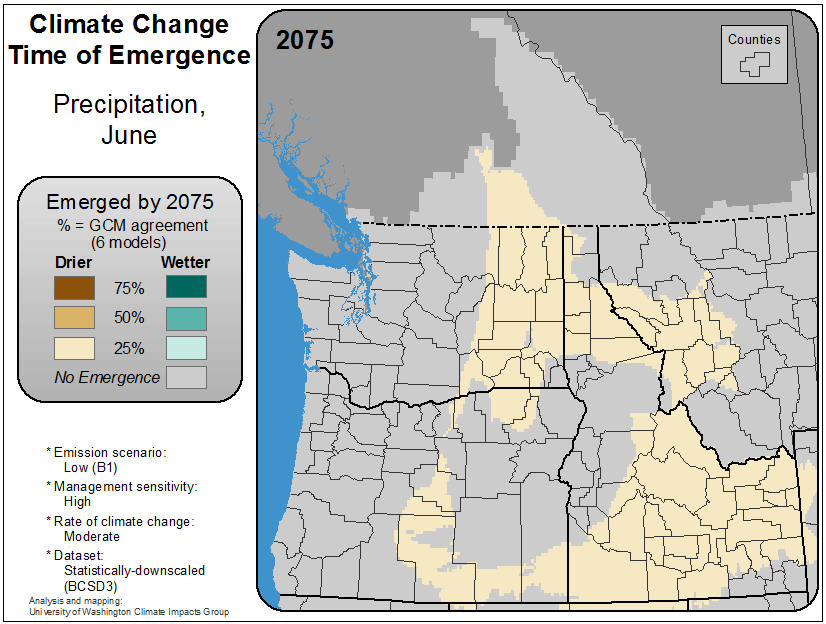 Climate Change
Time of Emergence
Precipitation,
June
Emerged by 2075
% = GCM agreement
(6 models)
Drier Wetter
75%
50%
25%
No Emergence
* Emission scenario:
Low (B1)
* Management sensitivity:
High
* Rate of climate change:
Moderate
* Dataset:
Statistically-downscaled
(BCSD3)
Analysis and mapping:
University of Washington Climate Impacts Group
2075
Counties